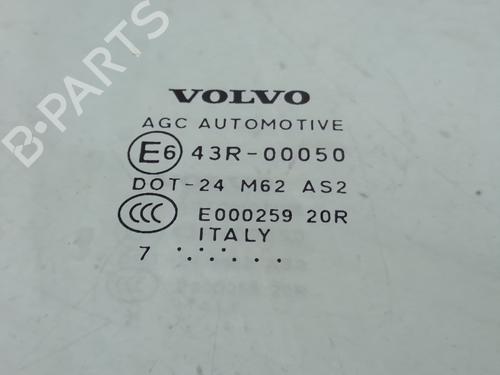 B-PARTS
VOLVO
AGC AUTOMOTIVE
E6 43R-00050
DOT-24 M62 AS2
CCC E000259 20R
ITALY
7 .:.:.:....